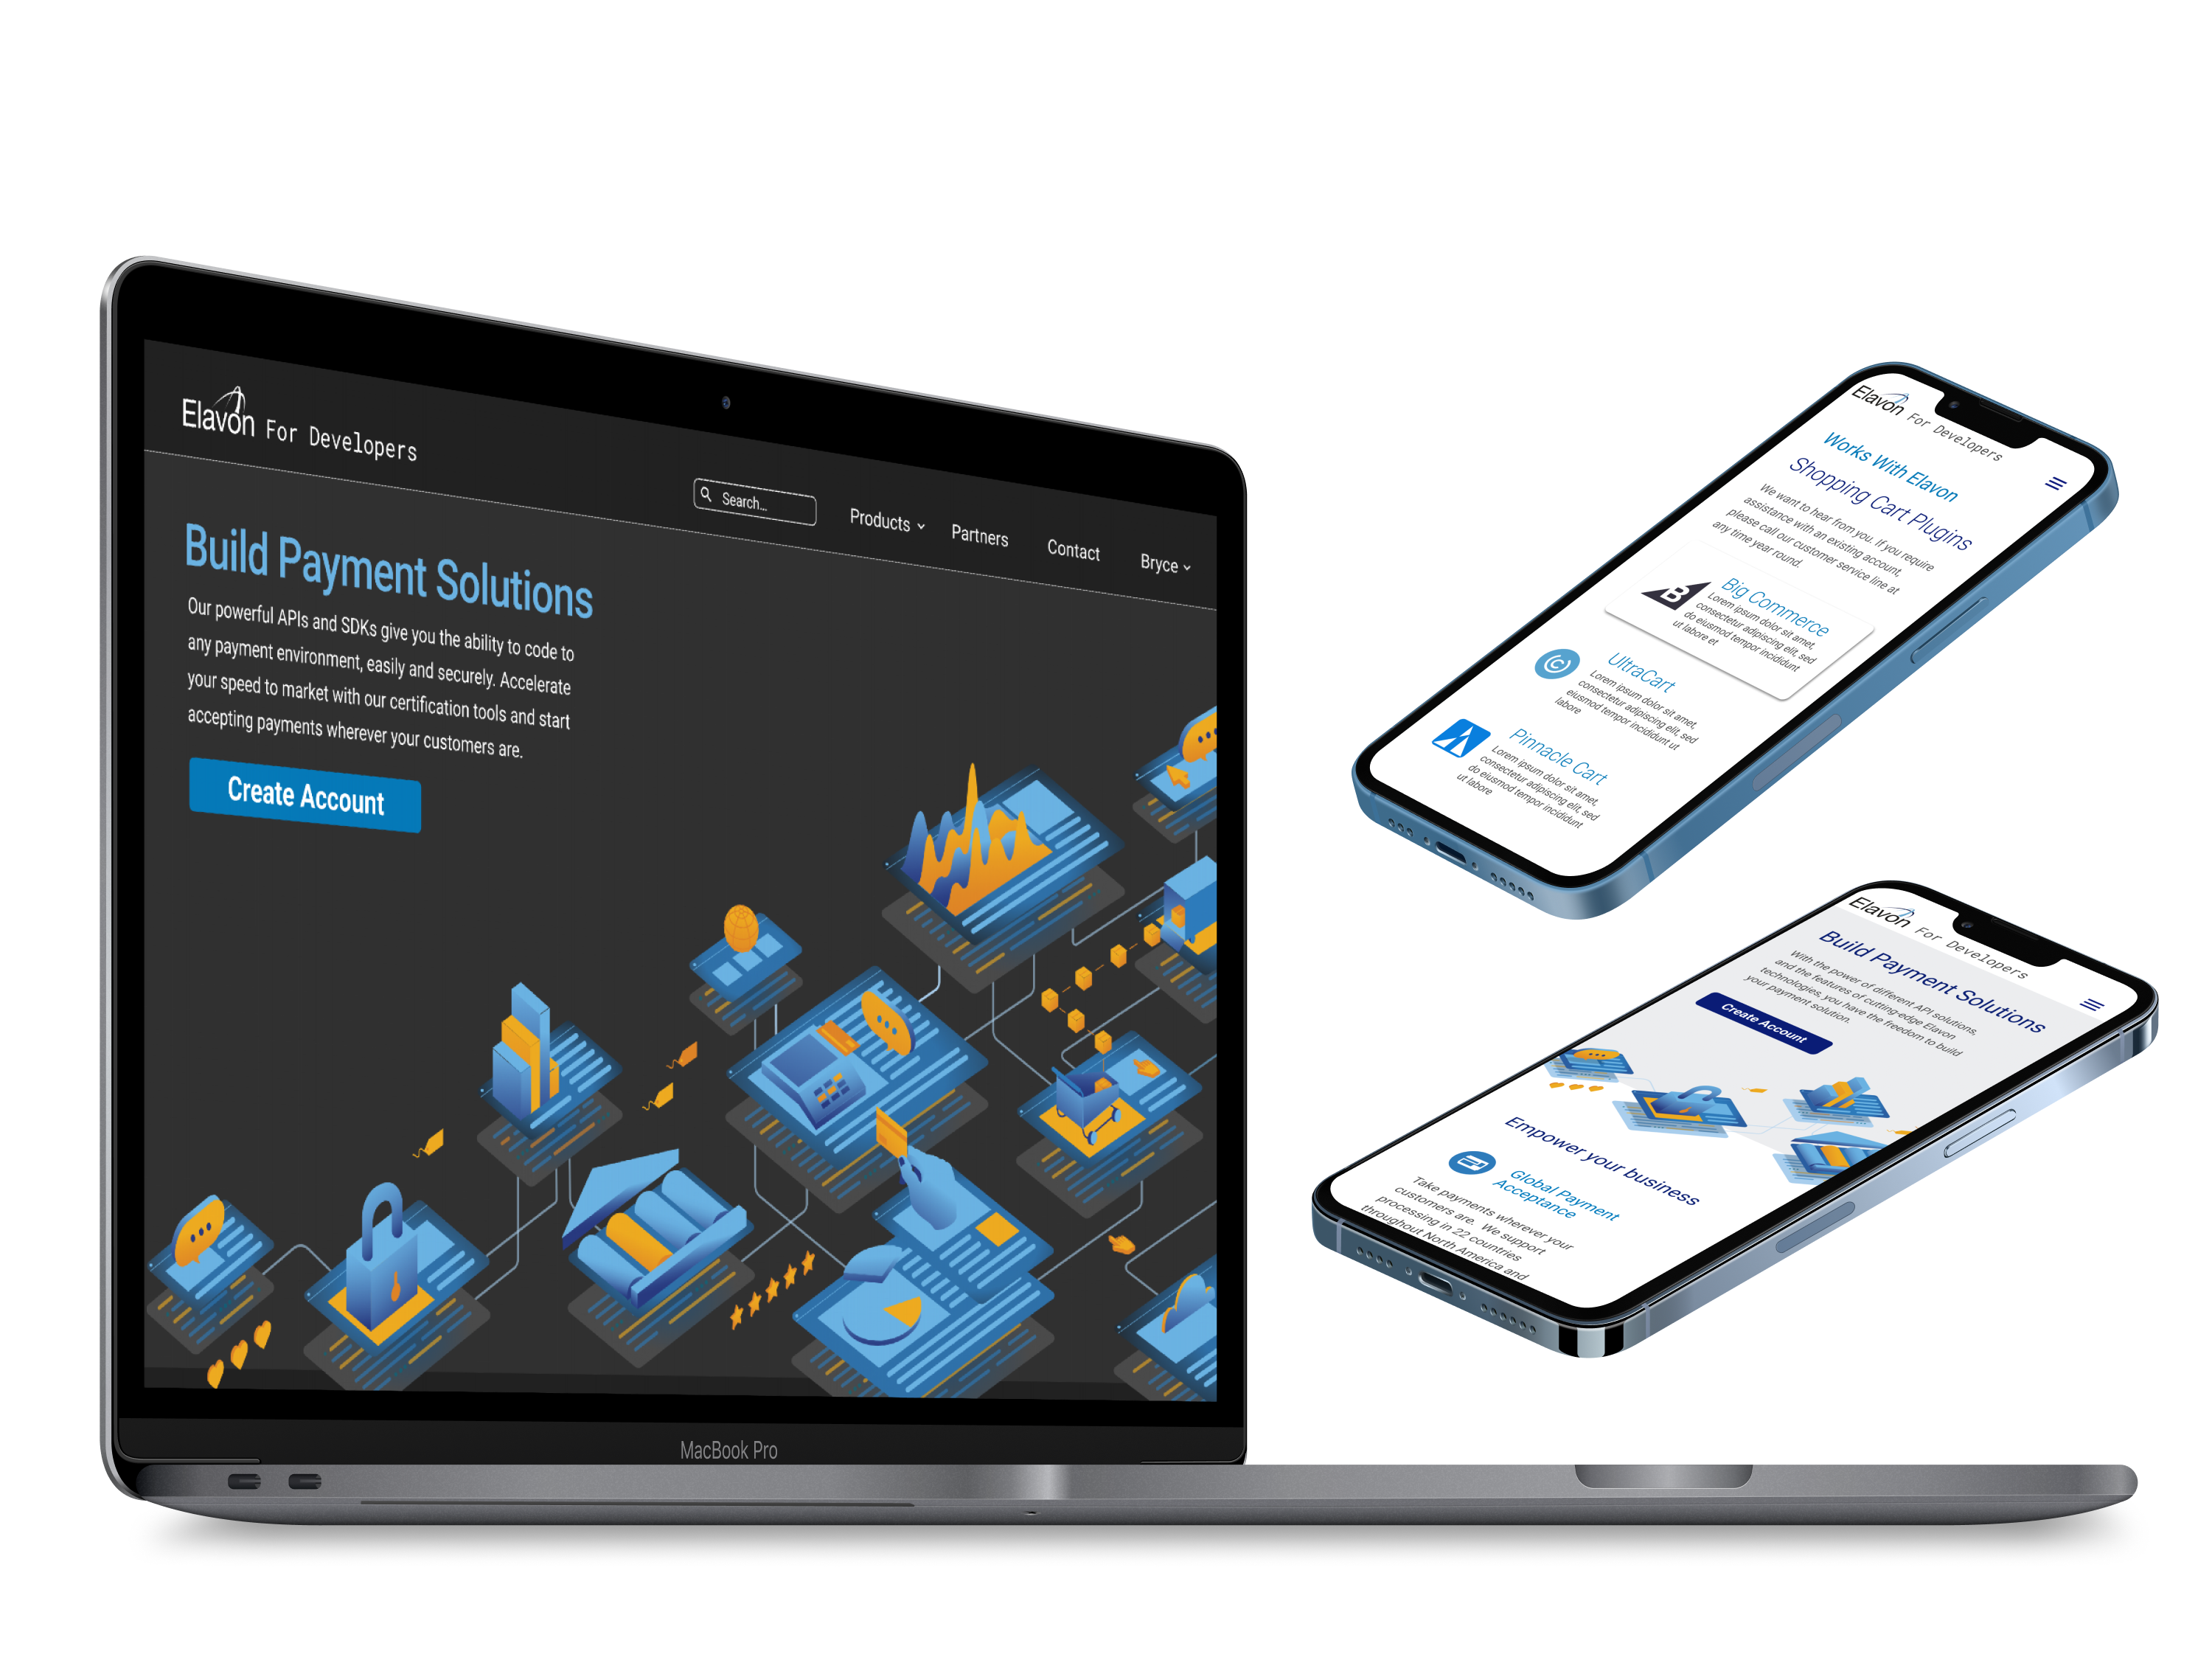 Elavon For Developers
Search...
Products
Partners
Contact
Bryce
Build Payment Solutions
Our powerful APIs and SDKs give you the ability to code to
any payment environment, easily and securely. Accelerate
your speed to market with our certification tools and start
accepting payments wherever your customers are.
Create Account
MacBook Pro
Elavon For Developers
Works With Elavon
Shopping Cart Plugins
We want to hear from you. If you require
assistance with an existing account,
please call our customer service line at
any time year round.
B
Big Commerce
Lorem ipsum dolor sit amet,
consectetur adipiscing elit, sed
do eiusmod tempor incididunt
ut labore et
UltraCart
Lorem ipsum dolor sit amet,
consectetur adipiscing elit, sed
eiusmod tempor incididunt ut
labore
Pinnacle Cart
Lorem ipsum dolor sit amet,
consectetur adipiscing elit, sed
do eiusmod tempor incididunt
ut labore
Elavon For Developers
Build Payment Solutions
With the power of different API solutions,
and the features of cutting-edge Elavon
technologies, you have the freedom to build
your payment solution.
Create Account
Empower your business
Global Payment
Acceptance
Take payments wherever your
customers are. We support
processing in 22 countries
throughout North America and